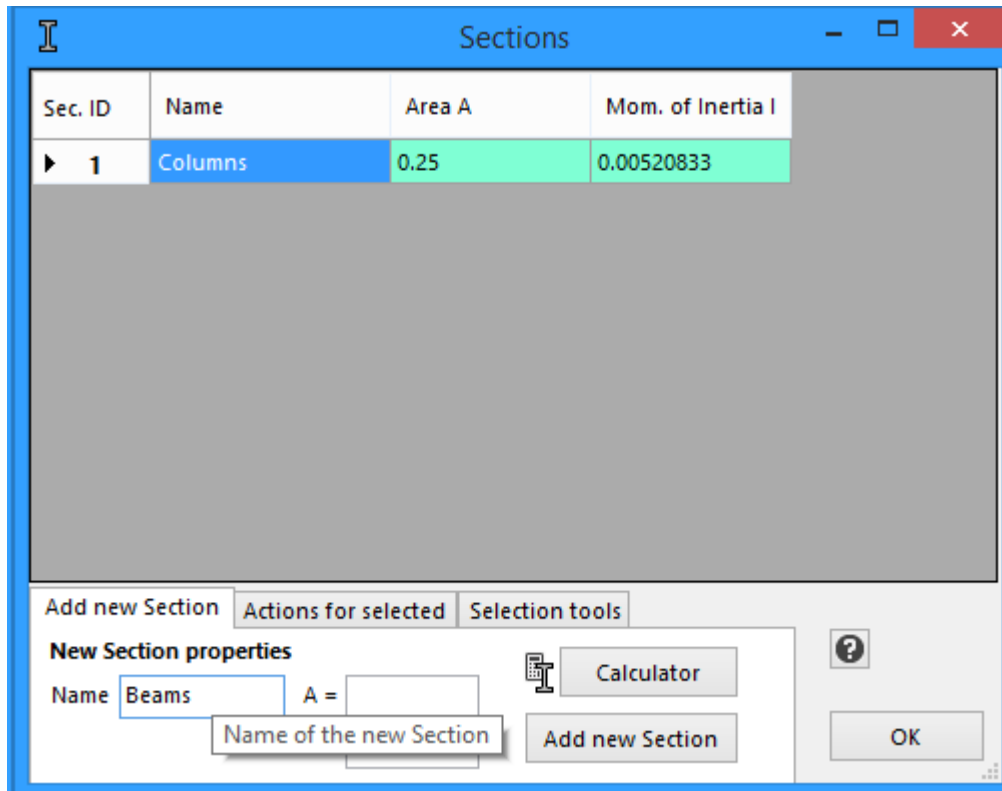 Sections
Sec. ID Name Area A Mom. of Inertia I
1 Columns 0.25 0.00520833
Add new Section Actions for selected Selection tools
New Section properties
Calculator
Name Beams A =
Name of the new Section
Add new Section
OK